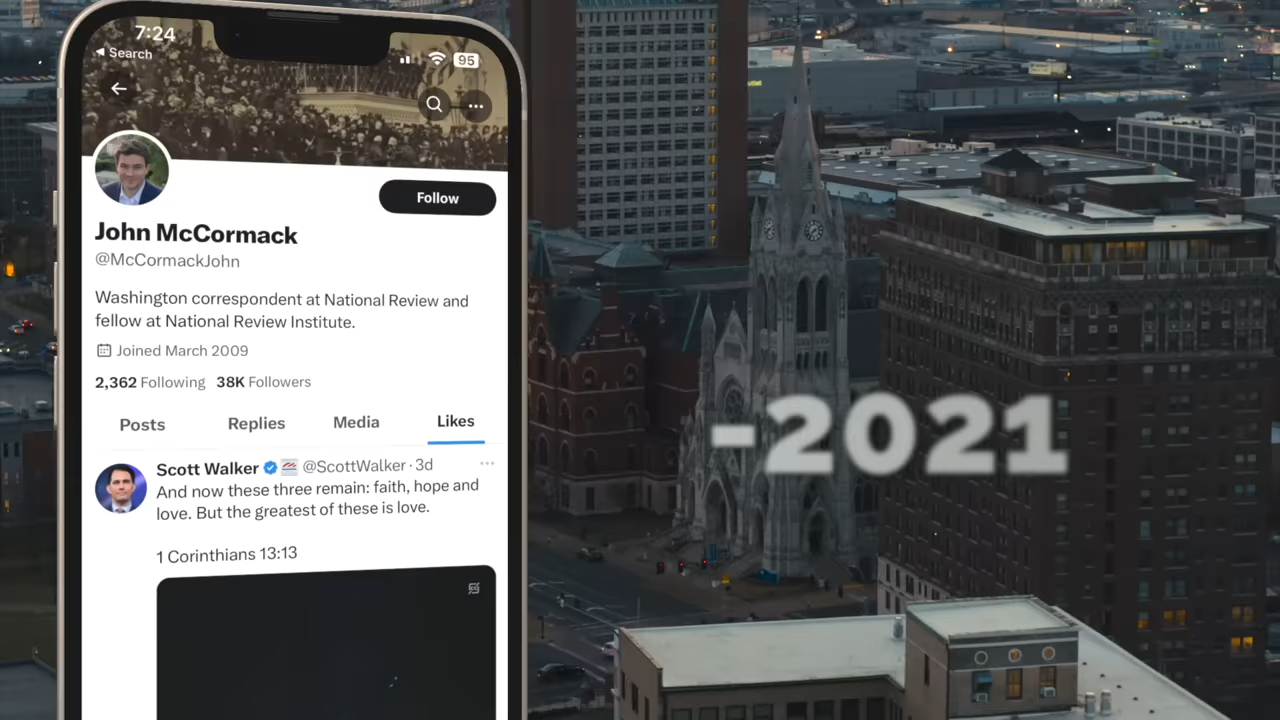 7:24
Search
95
Follow
John McCormack
@McCormackJohn
Washington correspondent at National Review and
fellow at National Review Institute.
Joined March 2009
2,362 Following 38K Followers
Posts Replies Media Likes
Scott Walker @ScottWalker · 3d
And now these three remain: faith, hope and
love. But the greatest of these is love.
1 Corinthians 13:13
-2021